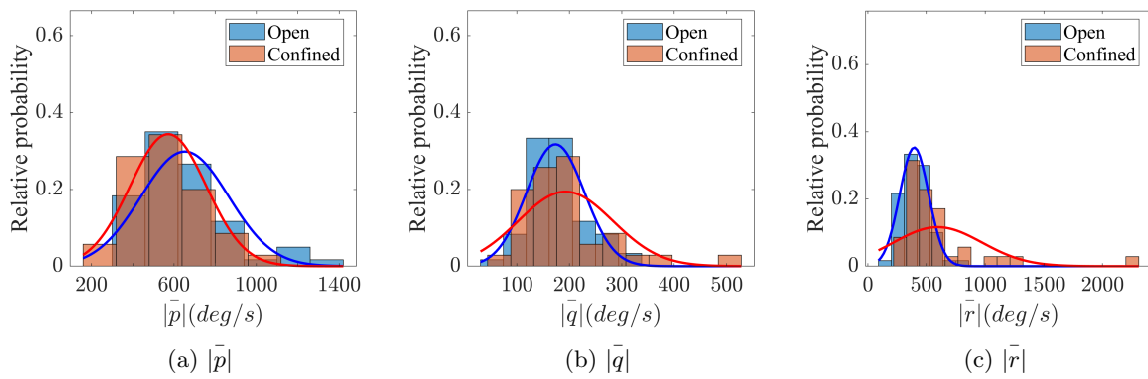 Relative probability
0.6
0.4
0.2
0
Open
Confined
200
600
1000
1400
|p̄|(deg/s)
(a) |p̄|
Relative probability
0.6
0.4
0.2
0
Open
Confined
100
200
300
400
500
|q̄|(deg/s)
(b) |q̄|
Relative probability
0.6
0.4
0.2
0
Open
Confined
0
500
1000
1500
2000
|r̄|(deg/s)
(c) |r̄|